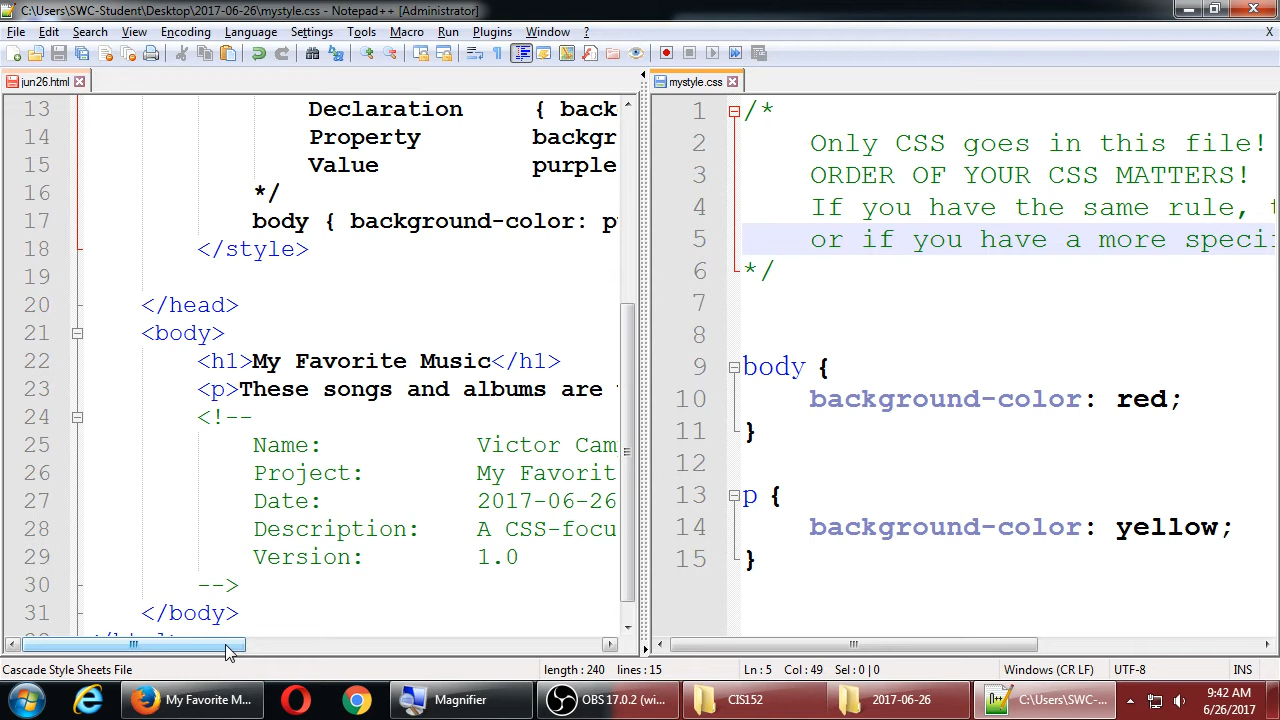 C:\Users\SWC-Student\Desktop\2017-06-26\mystyle.css - Notepad++ [Administrator]
File Edit Search View Encoding Language Settings Tools Macro Run Plugins Window ? X
jun26.html
13 Declaration { back
14 Property backgr
15 Value purple
16 */
17 body { background-color: p
18 </style>
19
20 </head>
21 <body>
22 <h1>My Favorite Music</h1>
23 <p>These songs and albums are
24 <!--
25 Name: Victor Cam
26 Project: My Favorit
27 Date: 2017-06-26
28 Description: A CSS-focu
29 Version: 1.0
30 -->
31 </body>
mystyle.css
1 /*
2 Only CSS goes in this file!
3 ORDER OF YOUR CSS MATTERS!
4 If you have the same rule,
5 or if you have a more speci
6 */
7
8
9 body {
10 background-color: red;
11 }
12
13 p {
14 background-color: yellow;
15 }
Cascade Style Sheets File length : 240 lines : 15 Ln : 5 Col : 49 Sel : 0 | 0 Windows (CR LF) UTF-8 INS
My Favorite M... Magnifier OBS 17.0.2 (wi... CIS152 2017-06-26 C:\Users\SWC-... 9:42 AM
6/26/2017